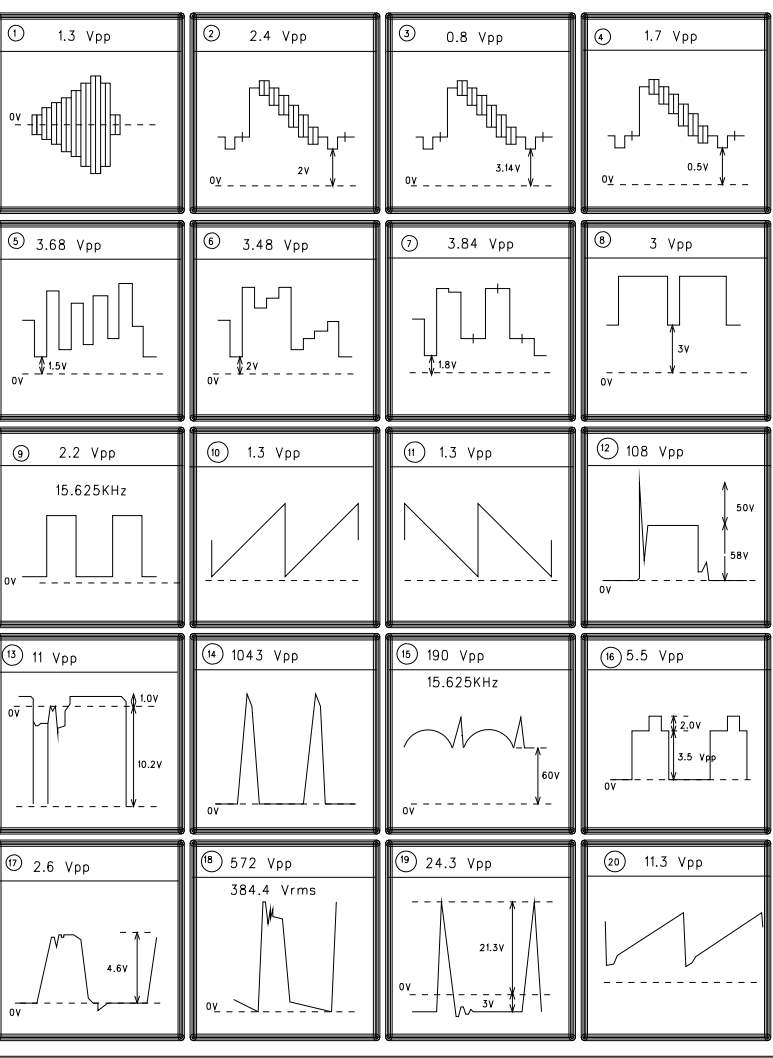 1 1.3 Vpp
0V
2 2.4 Vpp
2V
0V
3 0.8 Vpp
3.14V
0V
4 1.7 Vpp
0.5V
0V
5 3.68 Vpp
1.5V
0V
6 3.48 Vpp
2V
0V
7 3.84 Vpp
1.8V
0V
8 3 Vpp
3V
0V
9 2.2 Vpp
15.625KHz
0V
10 1.3 Vpp
11 1.3 Vpp
12 108 Vpp
50V
58V
0V
13 11 Vpp
1.0V
0V
10.2V
14 1043 Vpp
0V
15 190 Vpp
15.625KHz
60V
0V
16 5.5 Vpp
2.0V
3.5 Vpp
0V
17 2.6 Vpp
4.6V
0V
18 572 Vpp
384.4 Vrms
0V
19 24.3 Vpp
21.3V
0V
3V
20 11.3 Vpp